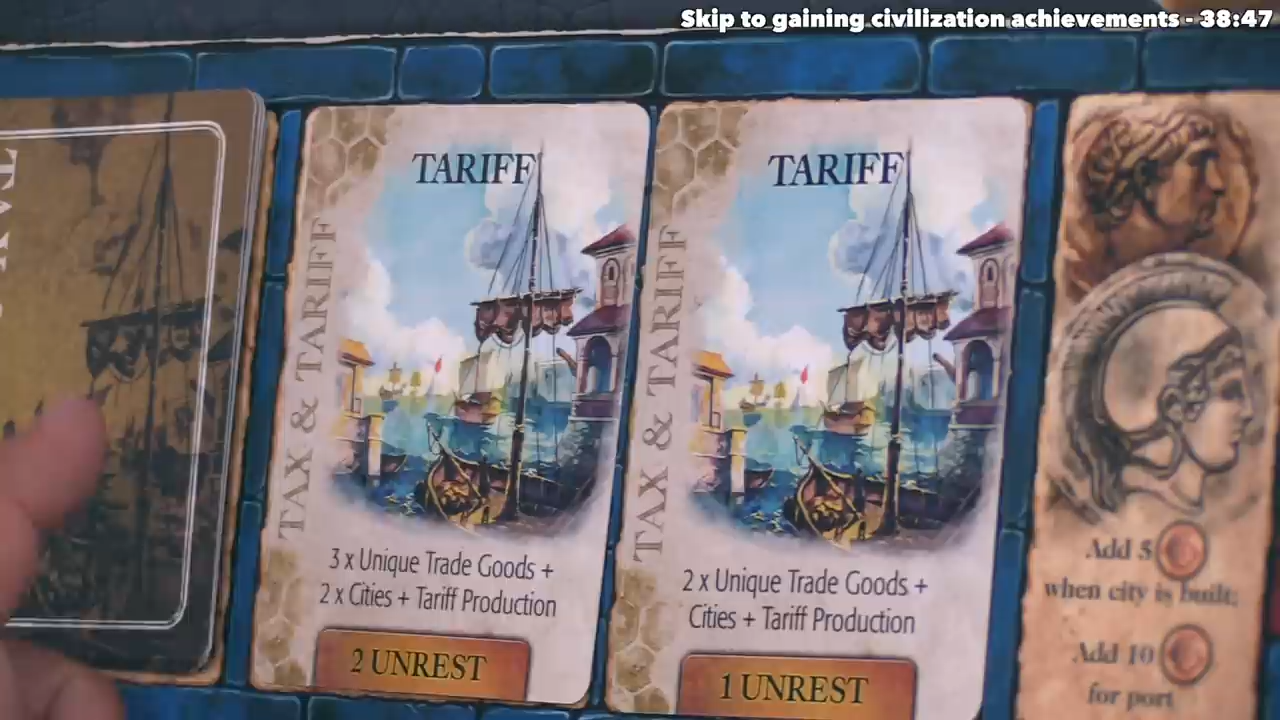 Skip to gaining civilization achievements - 38:47
TARIFF
TAX & TARIFF
3 x Unique Trade Goods +
2 x Cities + Tariff Production
2 UNREST
TARIFF
TAX & TARIFF
2 x Unique Trade Goods +
Cities + Tariff Production
1 UNREST
Add 5
when city is built;
Add 10
for port